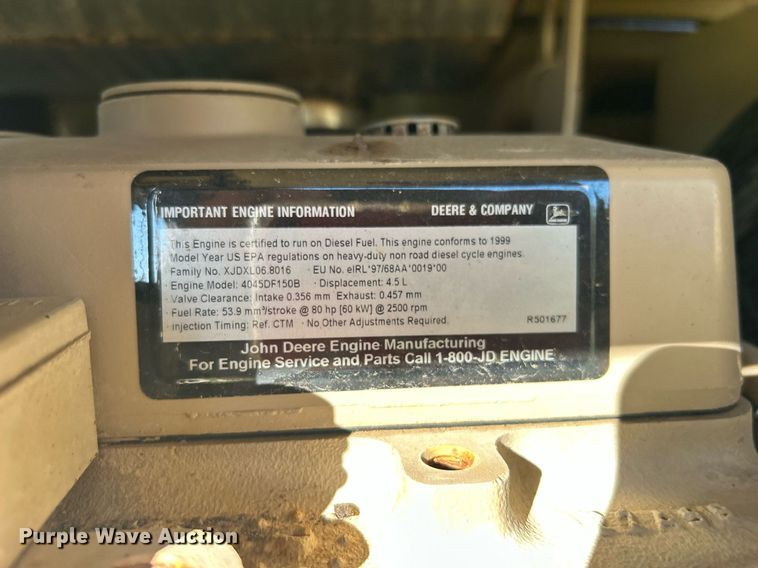 IMPORTANT ENGINE INFORMATION DEERE & COMPANY
This Engine is certified to run on Diesel Fuel. This engine conforms to 1999
Model Year US EPA regulations on heavy-duty non road diesel cycle engines.
Family No. XJDXL06.8016 · EU No. eIRL*97/68AA*0019*00
· Engine Model: 4045DF150B · Displacement: 4.5 L
· Valve Clearance: Intake 0.356 mm Exhaust: 0.457 mm
· Fuel Rate: 53.9 mm³/stroke @ 80 hp [60 kW] @ 2500 rpm
· Injection Timing: Ref. CTM · No Other Adjustments Required. R501677
John Deere Engine Manufacturing
For Engine Service and Parts Call 1-800-JD ENGINE
Purple Wave Auction